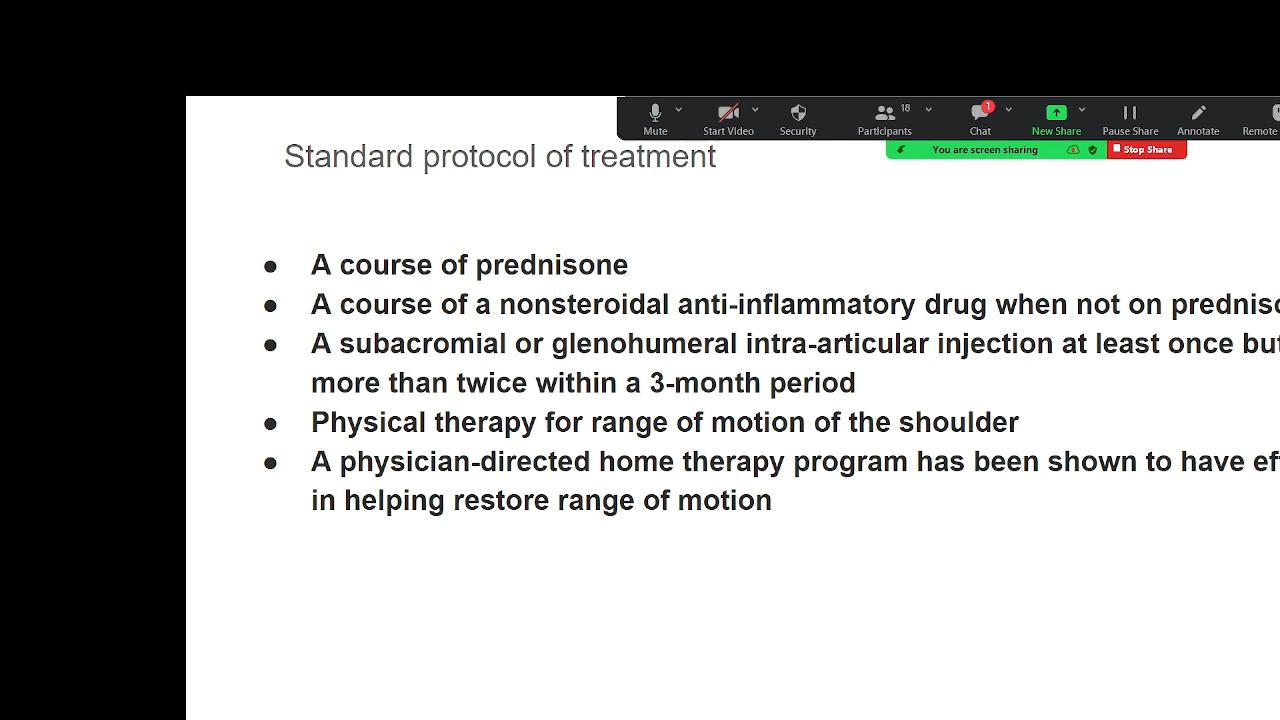 18
1
Mute
Start Video
Security
Participants
Chat
New Share
Pause Share
Annotate
Remote
You are screen sharing
Stop Share
Standard protocol of treatment
● A course of prednisone
● A course of a nonsteroidal anti-inflammatory drug when not on
● A subacromial or glenohumeral intra-articular injection at least once but
more than twice within a 3-month period
● Physical therapy for range of motion of the shoulder
● A physician-directed home therapy program has been shown to have
in helping restore range of motion